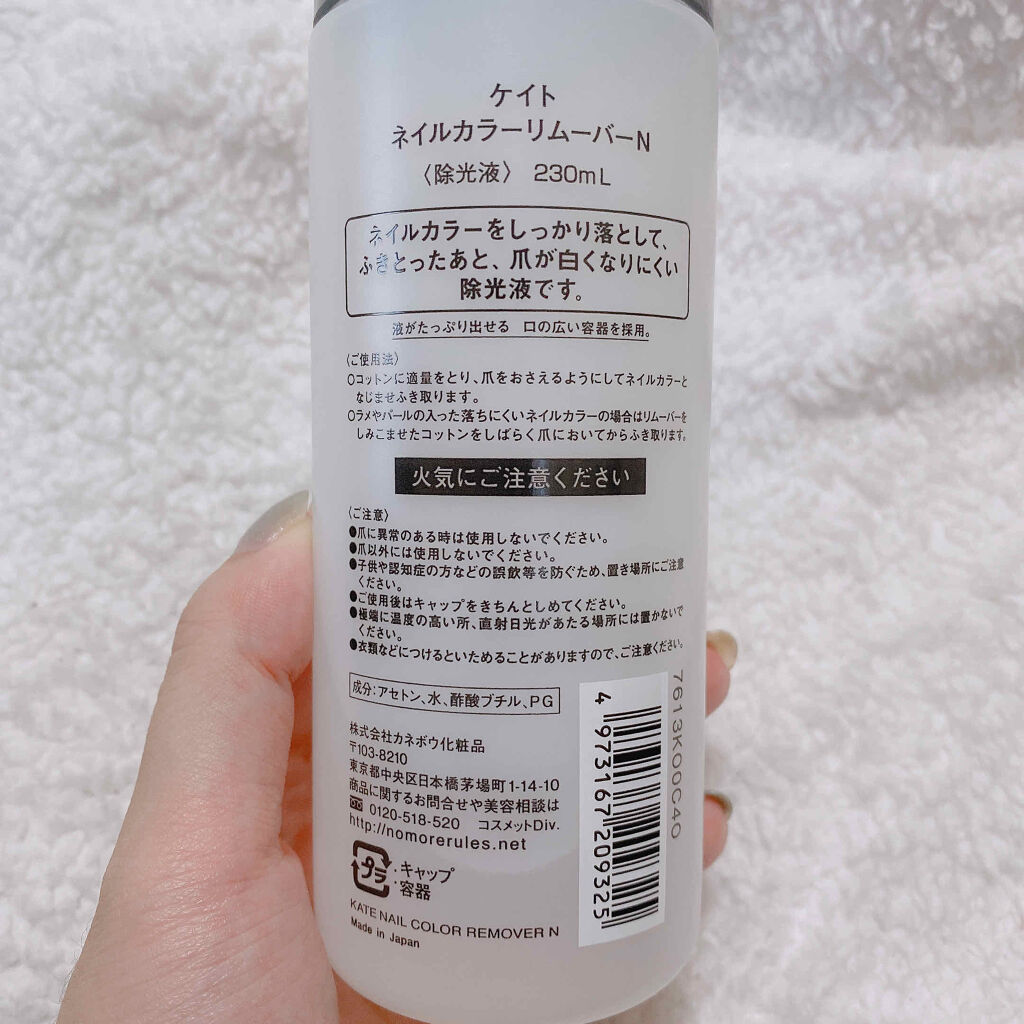 ケイト
ネイルカラーリムーバーN
〈除光液〉 230mL
ネイルカラーをしっかり落として、
ふきとったあと、爪が白くなりにくい
除光液です。
液がたっぷり出せる 口の広い容器を採用。
〈ご使用法〉
○コットンに適量をとり、爪をおさえるようにしてネイルカラーと
なじませふき取ります。
○ラメやパールの入った落ちにくいネイルカラーの場合はリムーバーを
しみこませたコットンをしばらく爪においてからふき取ります。
火気にご注意ください
〈ご注意〉
●爪に異常のある時は使用しないでください。
●爪以外には使用しないでください。
●子供や認知症の方などの誤飲等を防ぐため、置き場所にご注意
ください。
●ご使用後はキャップをきちんとしめてください。
●極端に温度の高い所、直射日光があたる場所には置かないで
ください。
●衣類などにつけるといためることがありますので、ご注意ください。
成分:アセトン、水、酢酸ブチル、PG
株式会社カネボウ化粧品
〒103-8210
東京都中央区日本橋茅場町1-14-10
商品に関するお問合せや美容相談は
0120-518-520 コスメットDiv.
http://nomorerules.net
プラ :キャップ
容器
KATE NAIL COLOR REMOVER N
Made in Japan
4 973167 209325
7613K00C40